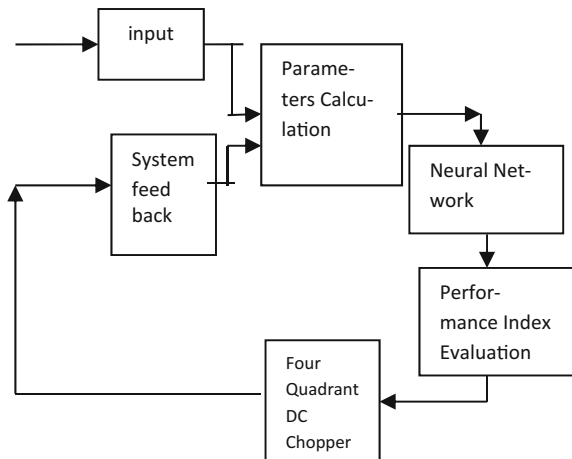 input
Parame-
ters Calcu-
lation
System
feed
back
Neural Net-
work
Perfor-
mance Index
Evaluation
Four
Quadrant
DC
Chopper